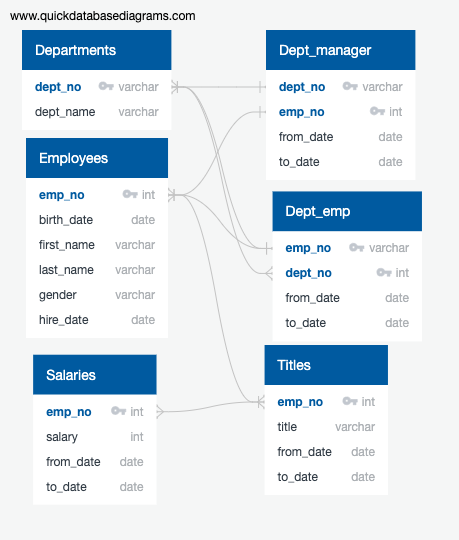 www.quickdatabasediagrams.com
Departments
dept_no varchar
dept_name varchar
Dept_manager
dept_no varchar
emp_no int
from_date date
to_date date
Employees
emp_no int
birth_date date
first_name varchar
last_name varchar
gender varchar
hire_date date
Dept_emp
emp_no varchar
dept_no int
from_date date
to_date date
Salaries
emp_no int
salary int
from_date date
to_date date
Titles
emp_no int
title varchar
from_date date
to_date date